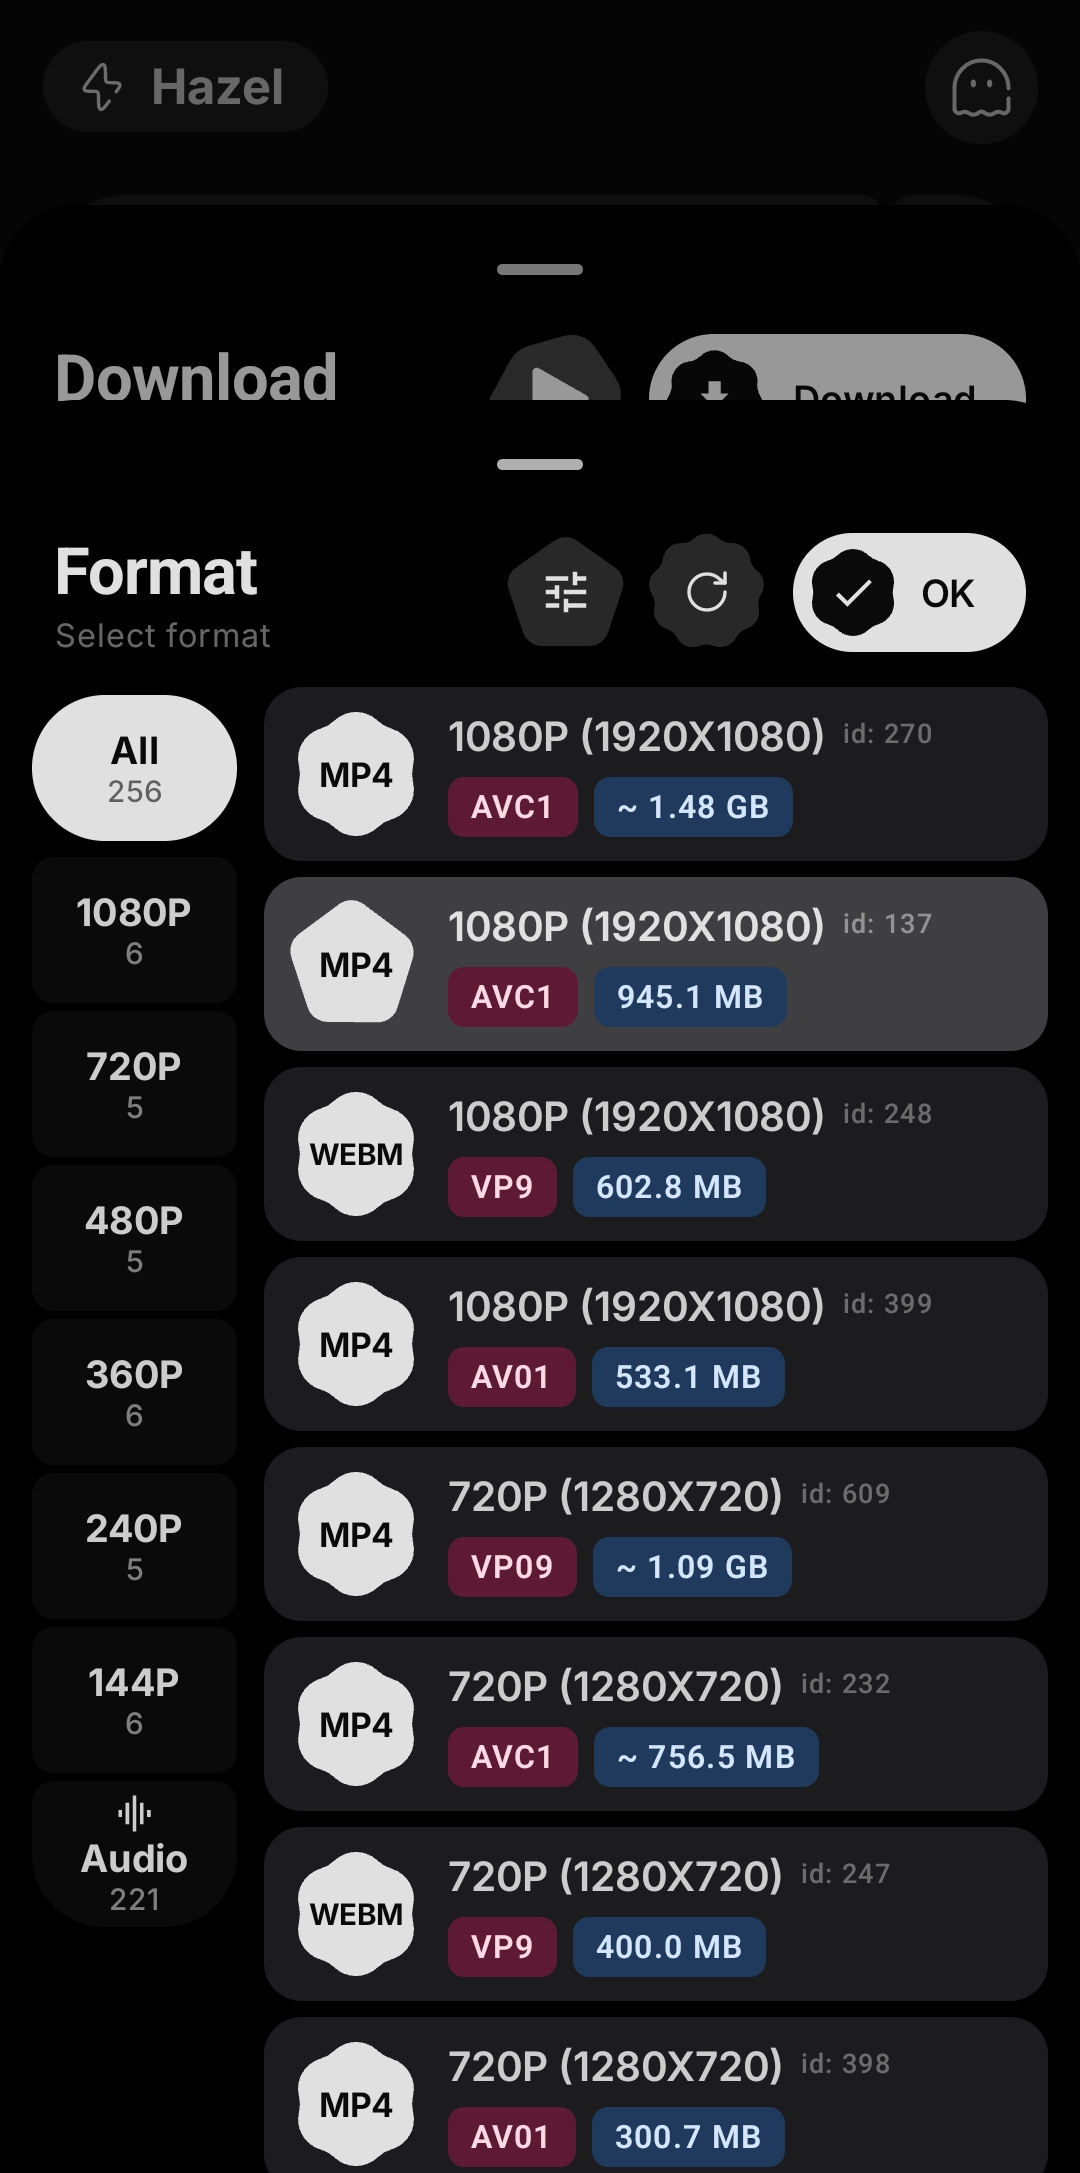 Hazel
Download
Download
Format
Select format
OK
All
256
1080P
6
720P
5
480P
5
360P
6
240P
5
144P
6
Audio
221
MP4
1080P (1920X1080) id: 270
AVC1 ~ 1.48 GB
MP4
1080P (1920X1080) id: 137
AVC1 945.1 MB
WEBM
1080P (1920X1080) id: 248
VP9 602.8 MB
MP4
1080P (1920X1080) id: 399
AV01 533.1 MB
MP4
720P (1280X720) id: 609
VP09 ~ 1.09 GB
MP4
720P (1280X720) id: 232
AVC1 ~ 756.5 MB
WEBM
720P (1280X720) id: 247
VP9 400.0 MB
MP4
720P (1280X720) id: 398
AV01 300.7 MB